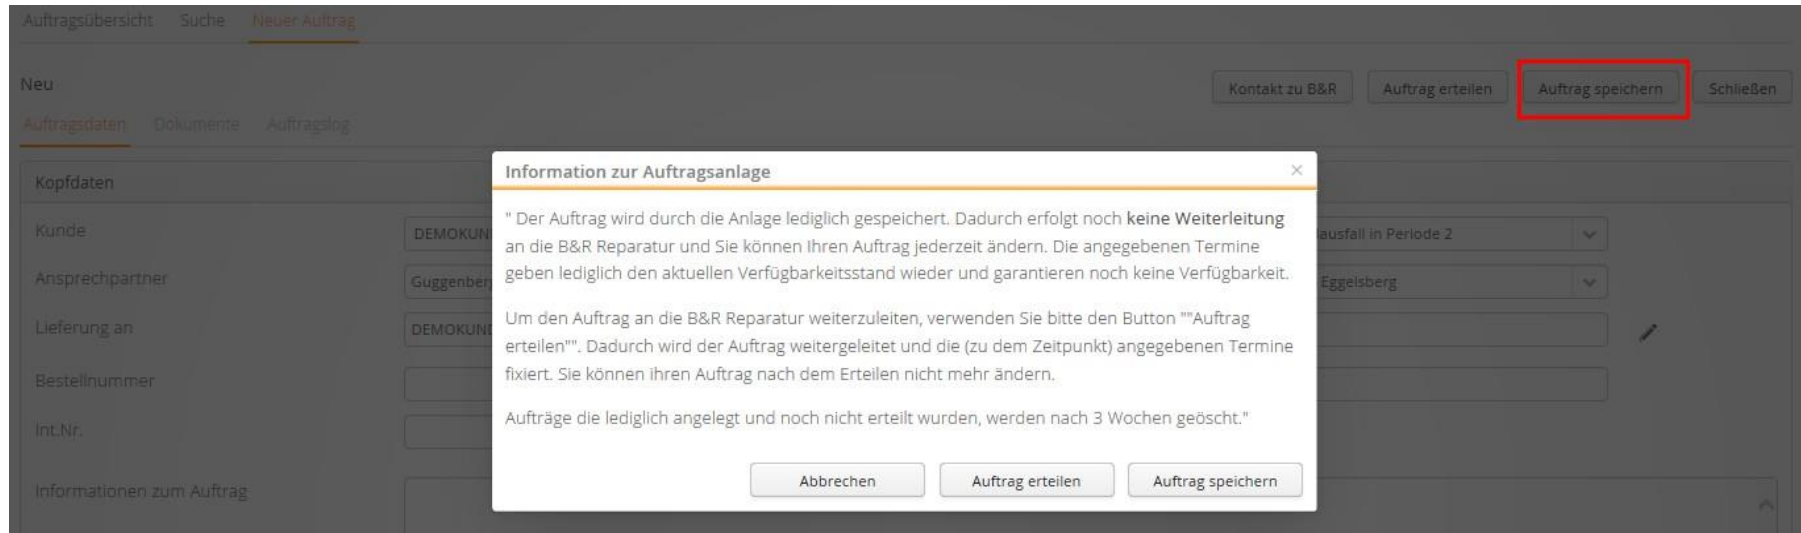 Auftragsübersicht Suche Neuer Auftrag
Neu
Kontakt zu B&R Auftrag erteilen Auftrag speichern Schließen
Auftragsdaten Dokumente Auftragslog
Kopfdaten
Information zur Auftragsanlage ×
Kunde DEMOKUN ausfall in Periode 2
Ansprechpartner Guggenber Eggelsberg
Lieferung an DEMOKUN
Bestellnummer
Int.Nr.
Informationen zum Auftrag
" Der Auftrag wird durch die Anlage lediglich gespeichert. Dadurch erfolgt noch keine Weiterleitung
an die B&R Reparatur und Sie können Ihren Auftrag jederzeit ändern. Die angegebenen Termine
geben lediglich den aktuellen Verfügbarkeitsstand wieder und garantieren noch keine Verfügbarkeit.
Um den Auftrag an die B&R Reparatur weiterzuleiten, verwenden Sie bitte den Button ""Auftrag
erteilen"". Dadurch wird der Auftrag weitergeleitet und die (zu dem Zeitpunkt) angegebenen Termine
fixiert. Sie können ihren Auftrag nach dem Erteilen nicht mehr ändern.
Aufträge die lediglich angelegt und noch nicht erteilt wurden, werden nach 3 Wochen geöscht."
Abbrechen Auftrag erteilen Auftrag speichern